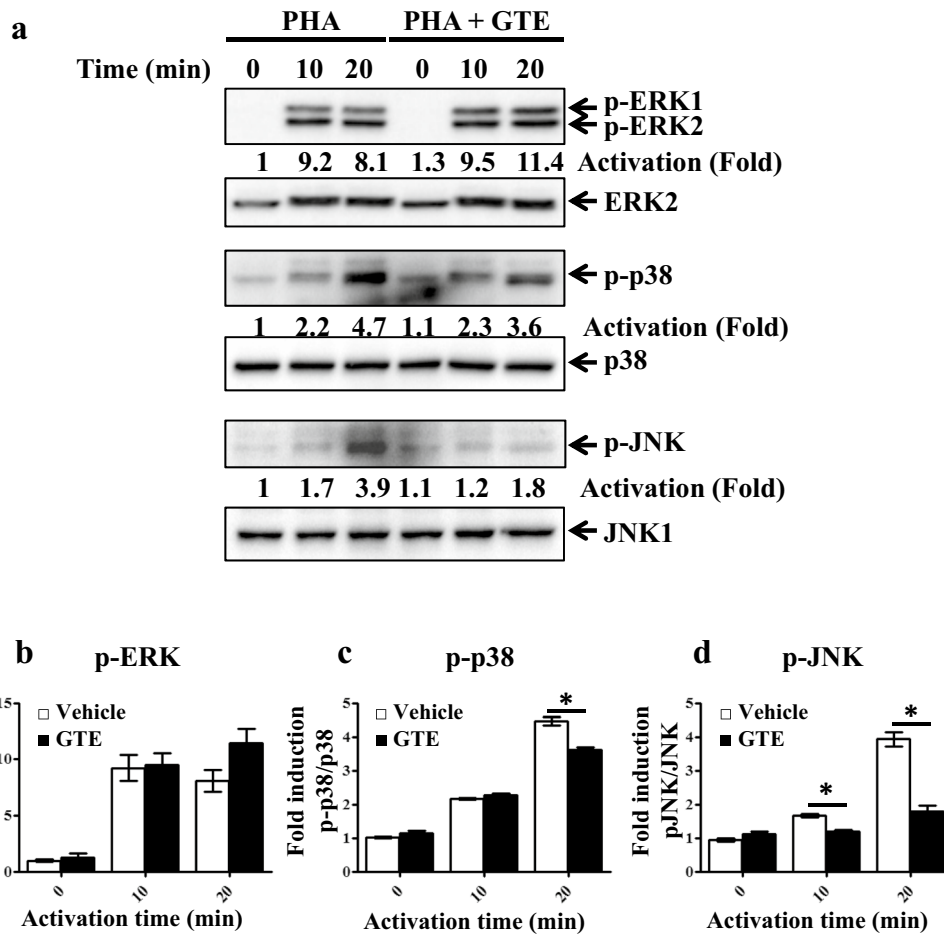 a
PHA PHA + GTE
Time (min) 0 10 20 0 10 20
p-ERK1
p-ERK2
1 9.2 8.1 1.3 9.5 11.4 Activation (Fold)
ERK2
p-p38
1 2.2 4.7 1.1 2.3 3.6 Activation (Fold)
p38
p-JNK
1 1.7 3.9 1.1 1.2 1.8 Activation (Fold)
JNK1
b p-ERK
15
10
5
0
Vehicle
GTE
0 10 20
Activation time (min)
c p-p38
Fold induction
p-p38/p38
5
4
3
2
1
0
Vehicle
GTE
*
0 10 20
Activation time (min)
d p-JNK
Fold induction
pJNK/JNK
5
4
3
2
1
0
Vehicle
GTE
*
*
0 10 20
Activation time (min)